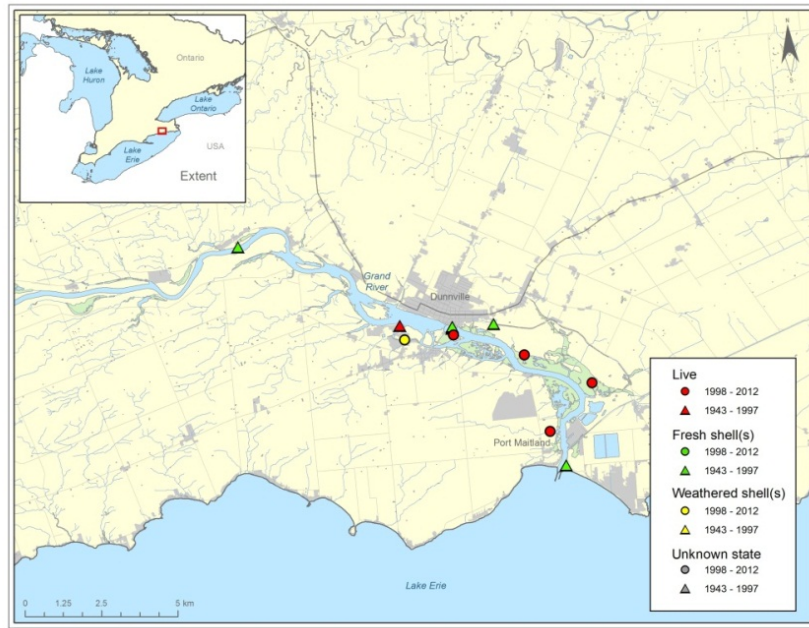 Ontario
Lake
Huron
Lake
Ontario
Lake
Erie
USA
Extent
N
Grand
River
Dunnville
Port Maitland
Lake Erie
0 1.25 2.5 5 km
Live
1998 - 2012
1943 - 1997
Fresh shell(s)
1998 - 2012
1943 - 1997
Weathered shell(s)
1998 - 2012
1943 - 1997
Unknown state
1998 - 2012
1943 - 1997